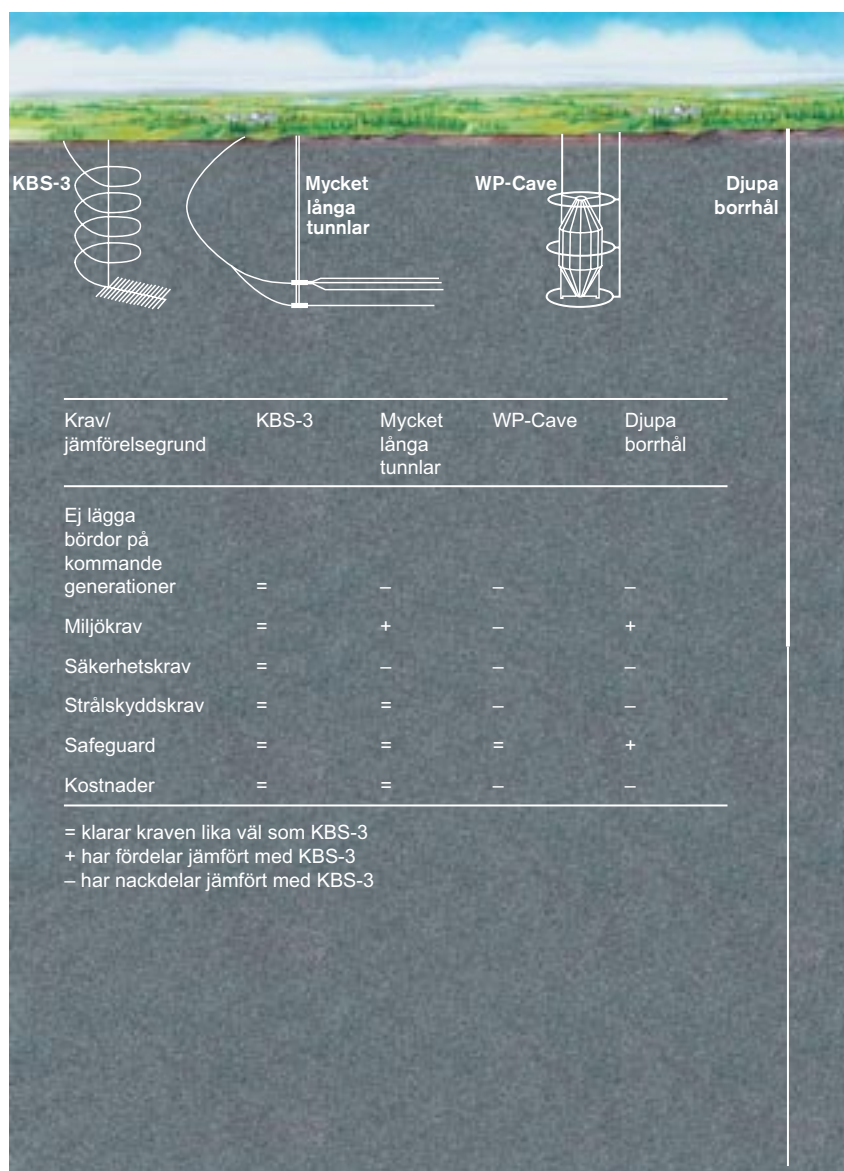 KBS-3
Mycket
långa
tunnlar
WP-Cave
Djupa
borrhål
Krav/
jämförelsegrund
KBS-3
Mycket
långa
tunnlar
WP-Cave
Djupa
borrhål
Ej lägga
bördor på
kommande
generationer = – – –
Miljökrav = + – +
Säkerhetskrav = – – –
Strålskyddskrav = = – –
Safeguard = = = +
Kostnader = = – –
= klarar kraven lika väl som KBS-3
+ har fördelar jämfört med KBS-3
– har nackdelar jämfört med KBS-3